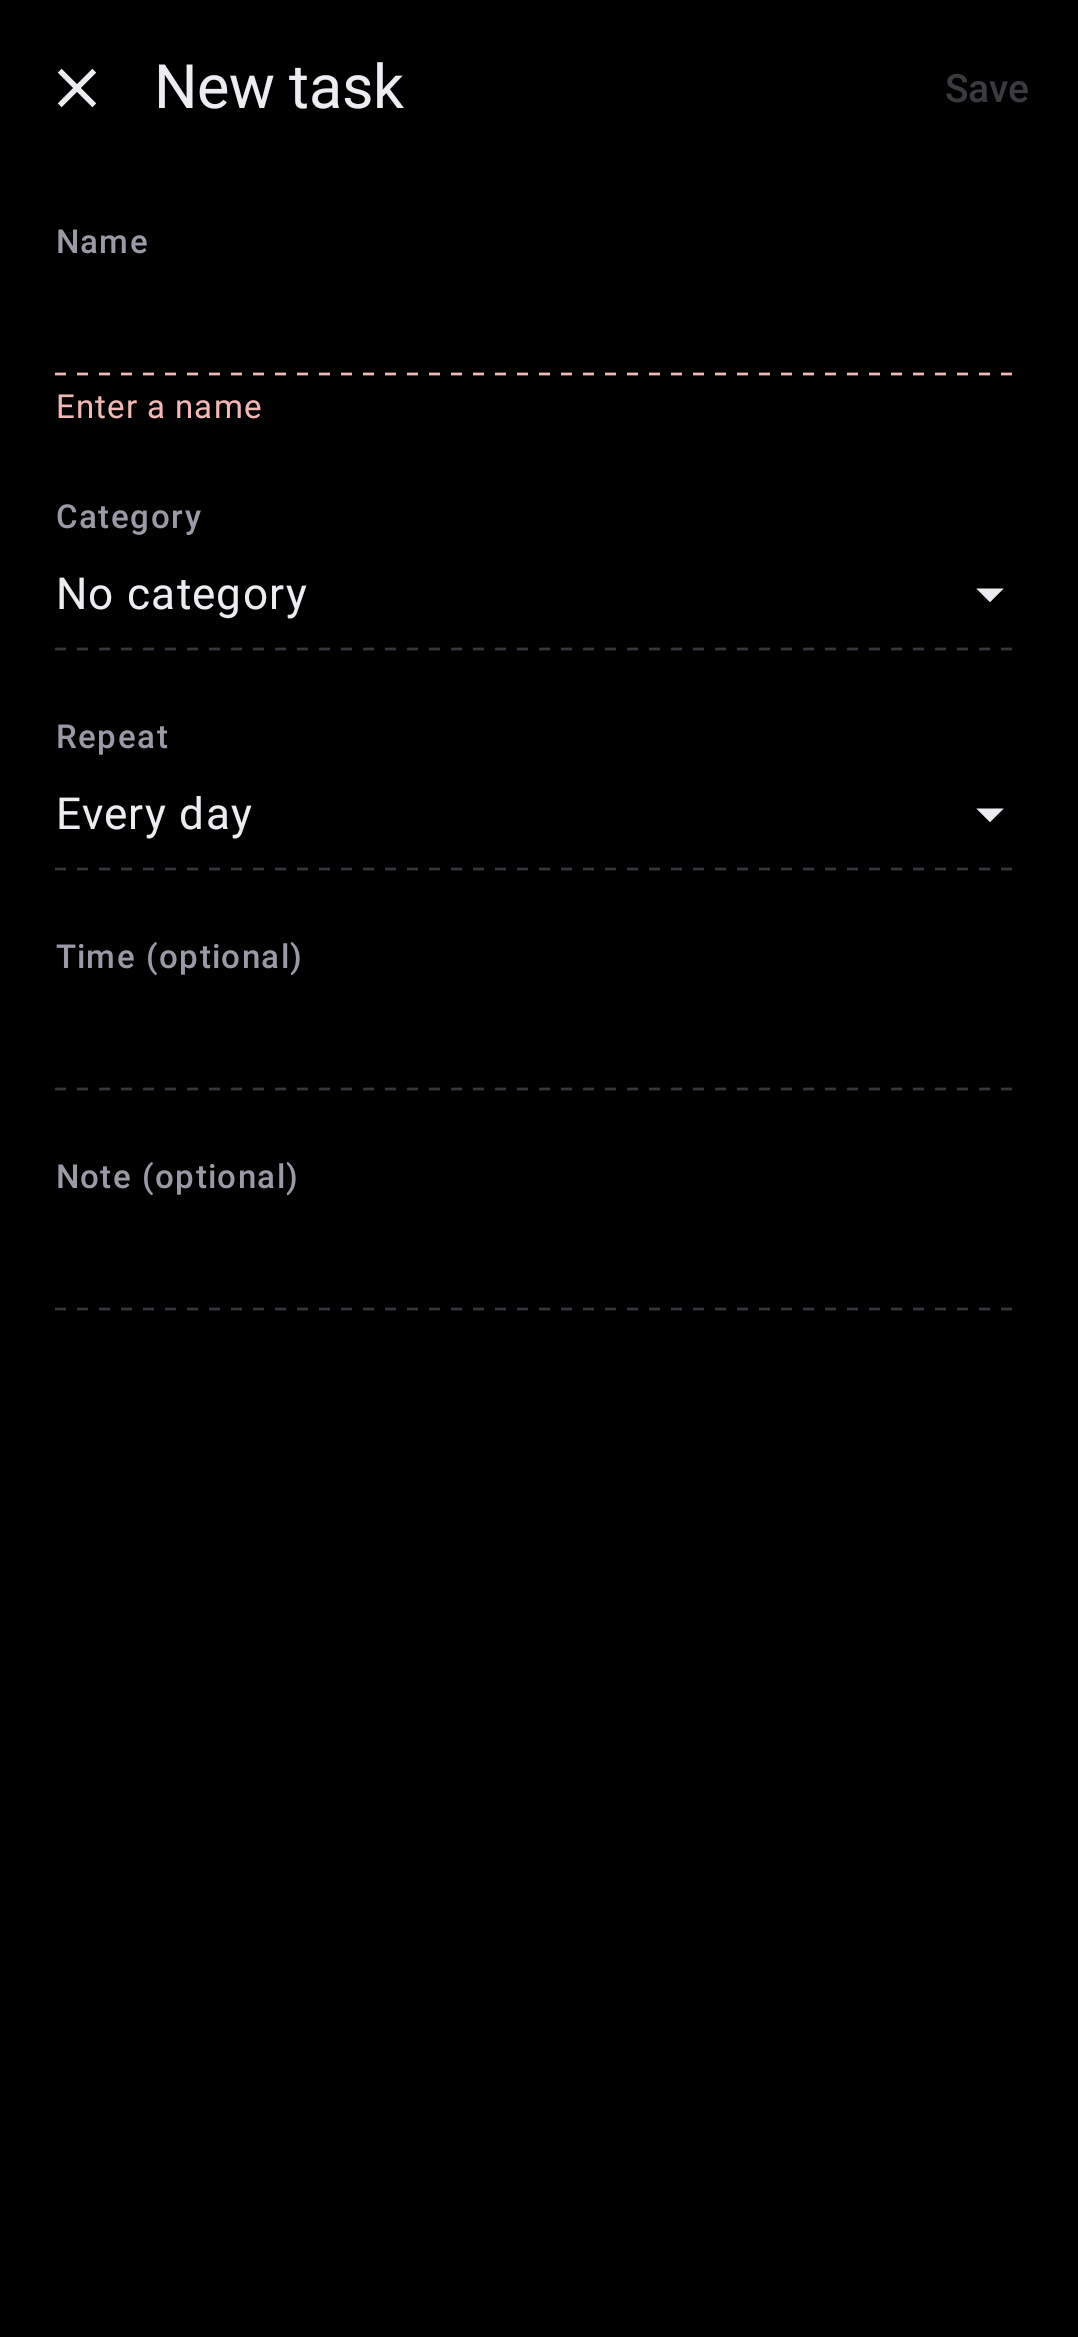 New task
Save
Name
Enter a name
Category
No category
Repeat
Every day
Time (optional)
Note (optional)